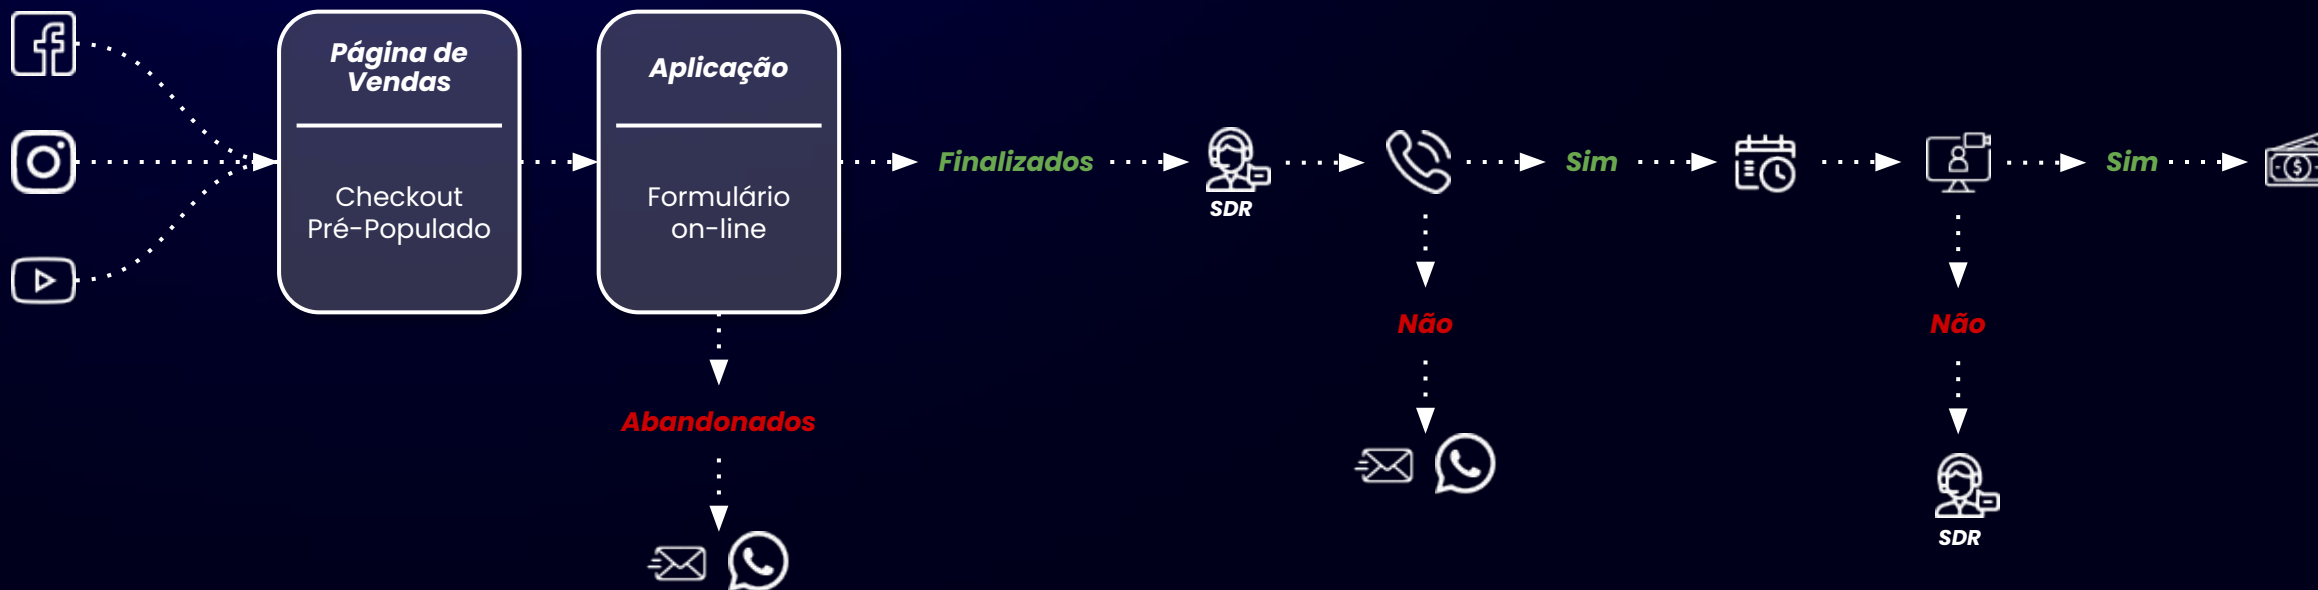 Página de
Vendas
Checkout
Pré-Populado
Aplicação
Formulário
on-line
Finalizados
SDR
Sim
Sim
Não
Não
Abandonados
SDR